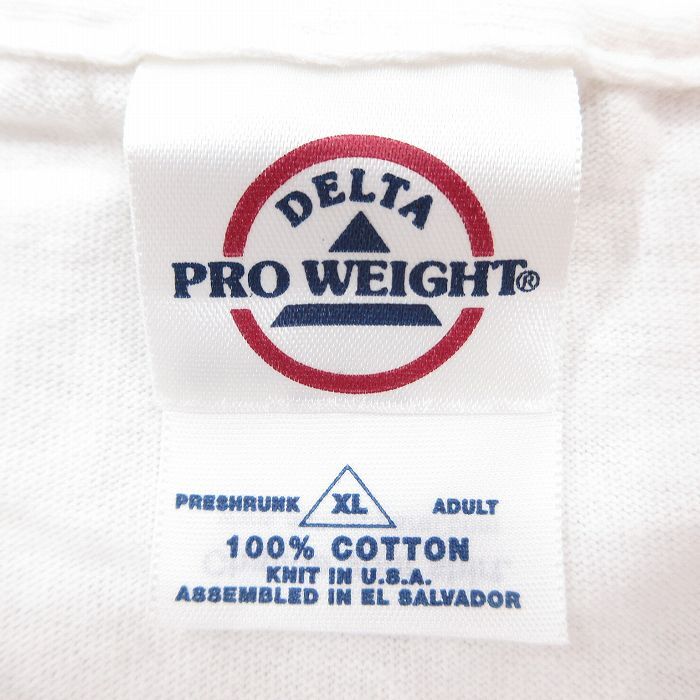 DELTA
PRO WEIGHT®
PRESHRUNK XL ADULT
100% COTTON
KNIT IN U.S.A.
ASSEMBLED IN EL SALVADOR